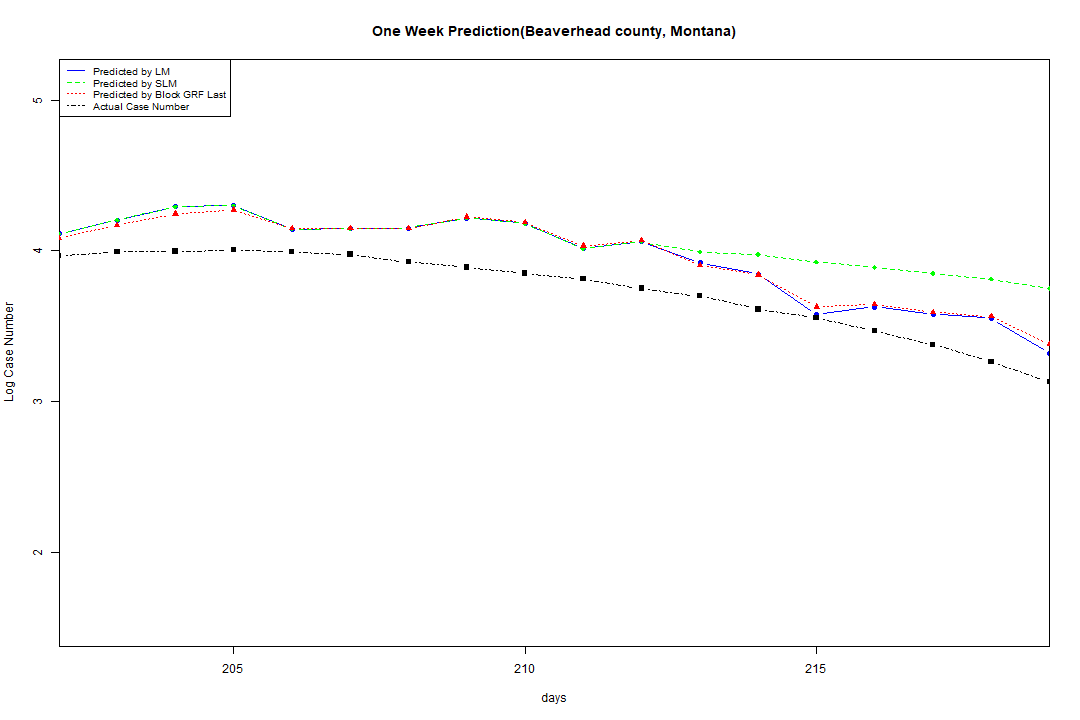 One Week Prediction(Beaverhead county, Montana)
Predicted by LM
Predicted by SLM
Predicted by Block GRF Last
Actual Case Number
5
4
3
2
Log Case Number
205
210
215
days